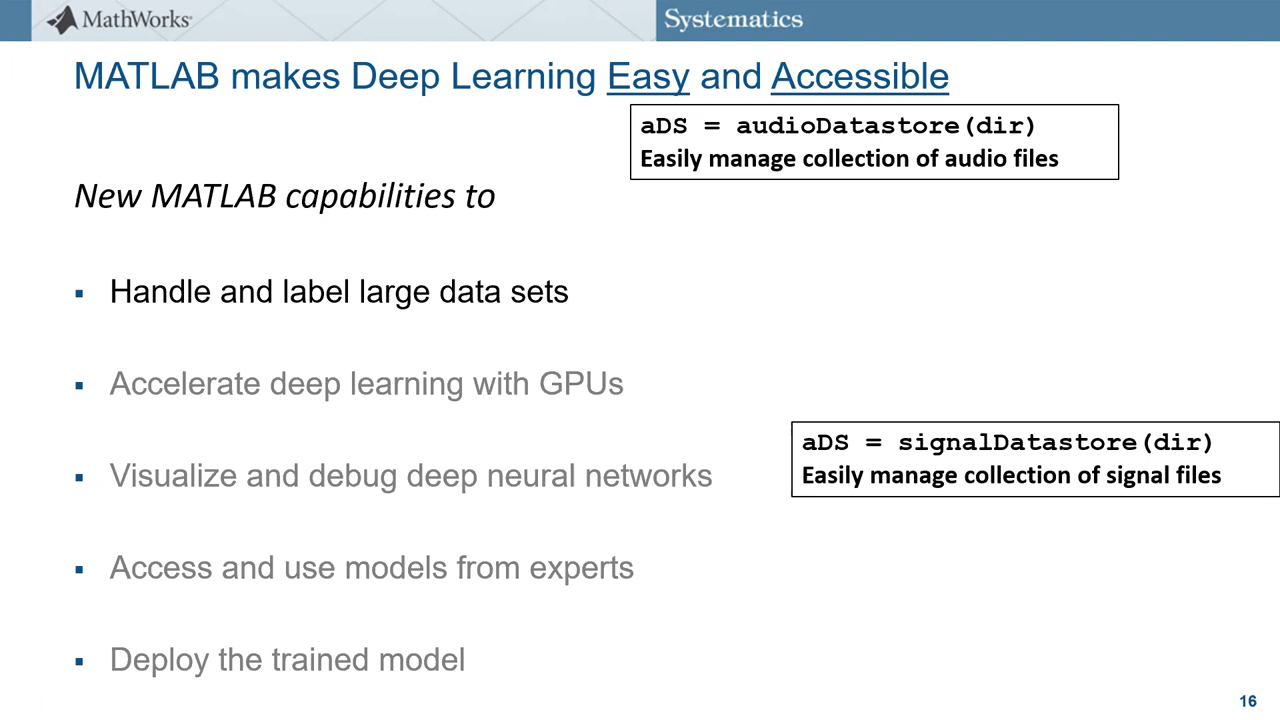 MathWorks
Systematics
MATLAB makes Deep Learning Easy and Accessible
aDS = audioDatastore(dir)
Easily manage collection of audio files
New MATLAB capabilities to
▪ Handle and label large data sets
▪ Accelerate deep learning with GPUs
aDS = signalDatastore(dir)
Easily manage collection of signal files
▪ Visualize and debug deep neural networks
▪ Access and use models from experts
▪ Deploy the trained model
16